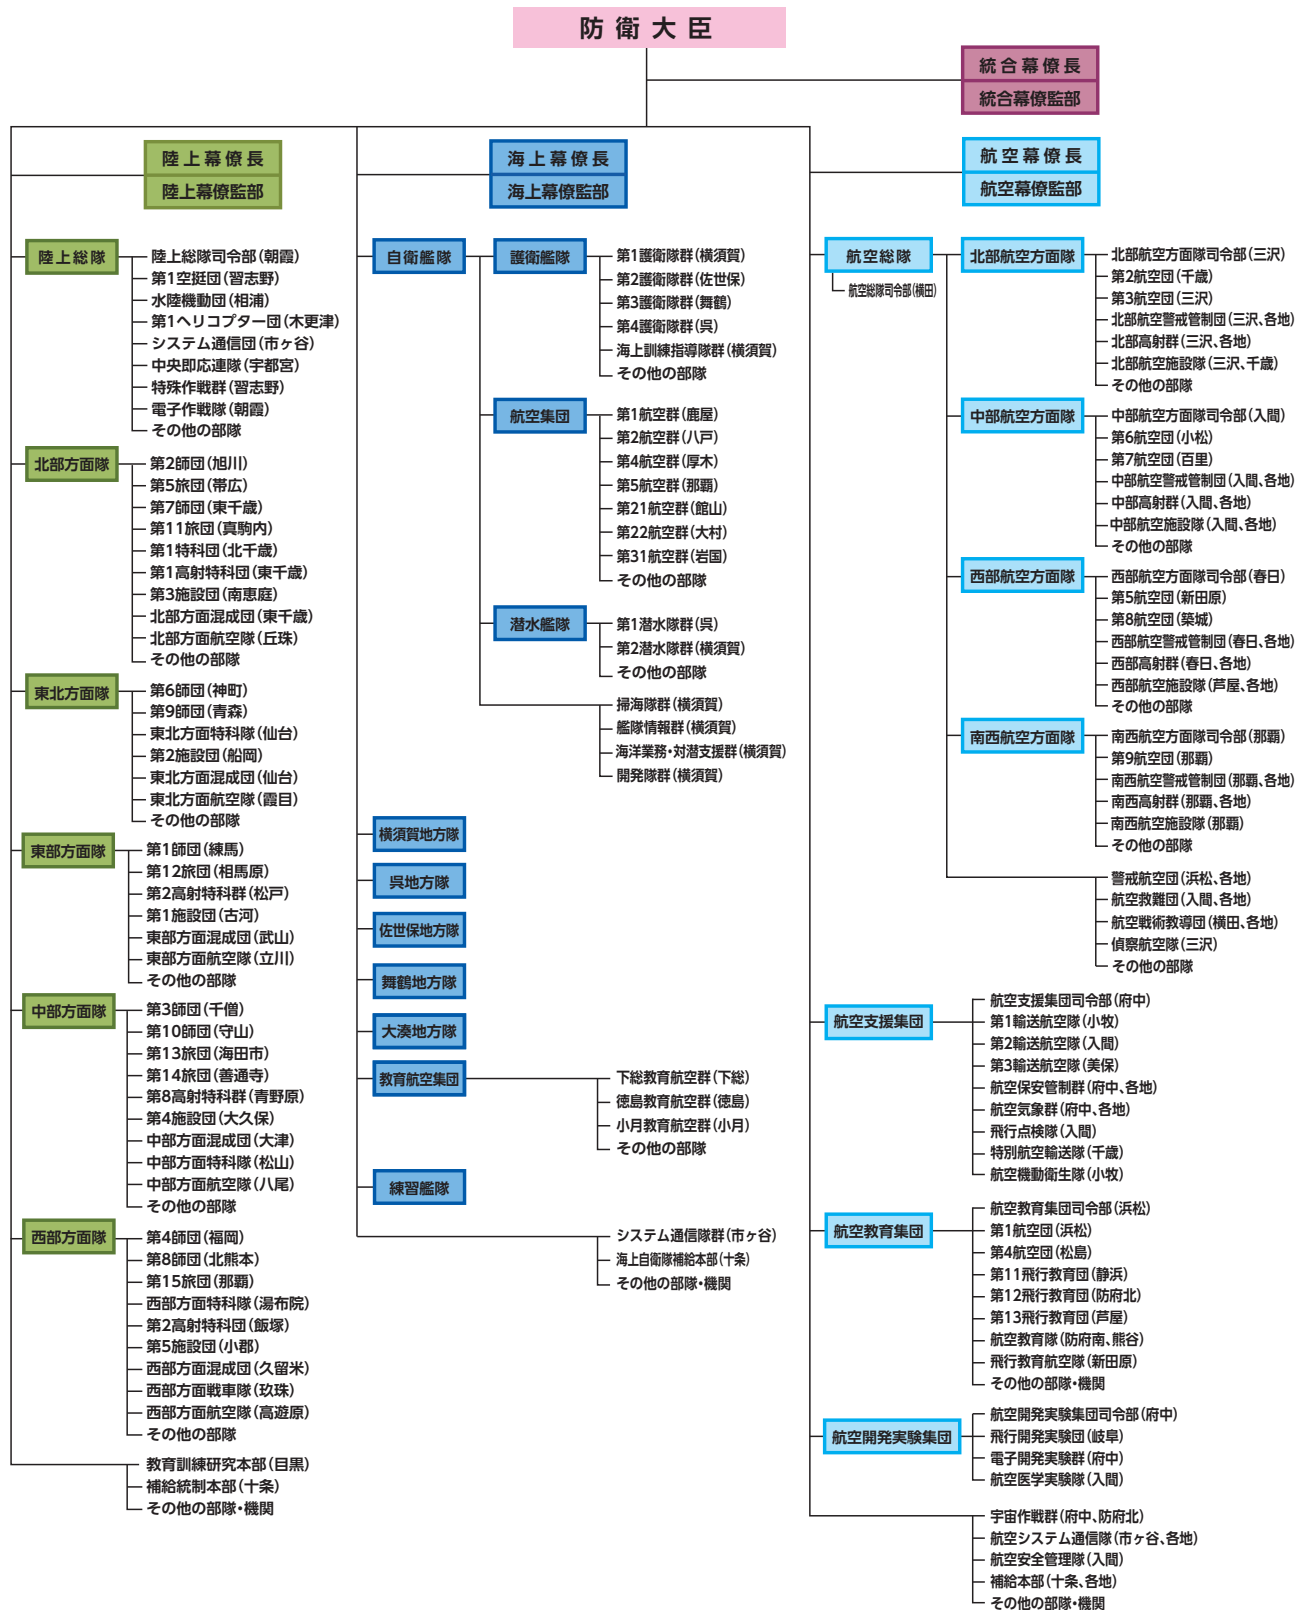 防衛大臣
統合幕僚長
統合幕僚監部
陸上幕僚長
陸上幕僚監部
陸上総隊
陸上総隊司令部(朝霞)
第1空挺団(習志野)
水陸機動団(相浦)
第1ヘリコプター団(木更津)
システム通信団(市ヶ谷)
中央即応連隊(宇都宮)
特殊作戦群(習志野)
電子作戦隊(朝霞)
その他の部隊
北部方面隊
第2師団(旭川)
第5旅団(帯広)
第7師団(東千歳)
第11旅団(真駒内)
第1特科団(北千歳)
第1高射特科団(東千歳)
第3施設団(南恵庭)
北部方面混成団(東千歳)
北部方面航空隊(丘珠)
その他の部隊
東北方面隊
第6師団(神町)
第9師団(青森)
東北方面特科隊(仙台)
第2施設団(船岡)
東北方面混成団(仙台)
東北方面航空隊(霞目)
その他の部隊
東部方面隊
第1師団(練馬)
第12旅団(相馬原)
第2高射特科群(松戸)
第1施設団(古河)
東部方面混成団(武山)
東部方面航空隊(立川)
その他の部隊
中部方面隊
第3師団(千僧)
第10師団(守山)
第13旅団(海田市)
第14旅団(善通寺)
第8高射特科群(青野原)
第4施設団(大久保)
中部方面混成団(大津)
中部方面特科隊(松山)
中部方面航空隊(八尾)
その他の部隊
西部方面隊
第4師団(福岡)
第8師団(北熊本)
第15旅団(那覇)
西部方面特科隊(湯布院)
第2高射特科団(飯塚)
第5施設団(小郡)
西部方面混成団(久留米)
西部方面戦車隊(玖珠)
西部方面航空隊(高遊原)
その他の部隊
教育訓練研究本部(目黒)
補給統制本部(十条)
その他の部隊・機関
海上幕僚長
海上幕僚監部
自衛艦隊
護衛艦隊
第1護衛隊群(横須賀)
第2護衛隊群(佐世保)
第3護衛隊群(舞鶴)
第4護衛隊群(呉)
海上訓練指導隊群(横須賀)
その他の部隊
航空集団
第1航空群(鹿屋)
第2航空群(八戸)
第4航空群(厚木)
第5航空群(那覇)
第21航空群(館山)
第22航空群(大村)
第31航空群(岩国)
その他の部隊
潜水艦隊
第1潜水隊群(呉)
第2潜水隊群(横須賀)
その他の部隊
掃海隊群(横須賀)
艦隊情報群(横須賀)
海洋業務・対潜支援群(横須賀)
開発隊群(横須賀)
横須賀地方隊
呉地方隊
佐世保地方隊
舞鶴地方隊
大湊地方隊
教育航空集団
下総教育航空群(下総)
徳島教育航空群(徳島)
小月教育航空群(小月)
その他の部隊
練習艦隊
システム通信隊群(市ヶ谷)
海上自衛隊補給本部(十条)
その他の部隊・機関
航空幕僚長
航空幕僚監部
航空総隊
航空総隊司令部(横田)
北部航空方面隊
北部航空方面隊司令部(三沢)
第2航空団(千歳)
第3航空団(三沢)
北部航空警戒管制団(三沢、各地)
北部高射群(三沢、各地)
北部航空施設隊(三沢、千歳)
その他の部隊
中部航空方面隊
中部航空方面隊司令部(入間)
第6航空団(小松)
第7航空団(百里)
中部航空警戒管制団(入間、各地)
中部高射群(入間、各地)
中部航空施設隊(入間、各地)
その他の部隊
西部航空方面隊
西部航空方面隊司令部(春日)
第5航空団(新田原)
第8航空団(築城)
西部航空警戒管制団(春日、各地)
西部高射群(春日、各地)
西部航空施設隊(芦屋、各地)
その他の部隊
南西航空方面隊
南西航空方面隊司令部(那覇)
第9航空団(那覇)
南西航空警戒管制団(那覇、各地)
南西高射群(那覇、各地)
南西航空施設隊(那覇)
その他の部隊
警戒航空団(浜松、各地)
航空救難団(入間、各地)
航空戦術教導団(横田、各地)
偵察航空隊(三沢)
その他の部隊
航空支援集団
航空支援集団司令部(府中)
第1輸送航空隊(小牧)
第2輸送航空隊(入間)
第3輸送航空隊(美保)
航空保安管制群(府中、各地)
航空気象群(府中、各地)
飛行点検隊(入間)
特別航空輸送隊(千歳)
航空機動衛生隊(小牧)
航空教育集団
航空教育集団司令部(浜松)
第1航空団(浜松)
第4航空団(松島)
第11飛行教育団(静浜)
第12飛行教育団(防府北)
第13飛行教育団(芦屋)
航空教育隊(防府南、熊谷)
飛行教育航空隊(新田原)
その他の部隊・機関
航空開発実験集団
航空開発実験集団司令部(府中)
飛行開発実験団(岐阜)
電子開発実験群(府中)
航空医学実験隊(入間)
宇宙作戦群(府中、防府北)
航空システム通信隊(市ヶ谷、各地)
航空安全管理隊(入間)
補給本部(十条、各地)
その他の部隊・機関